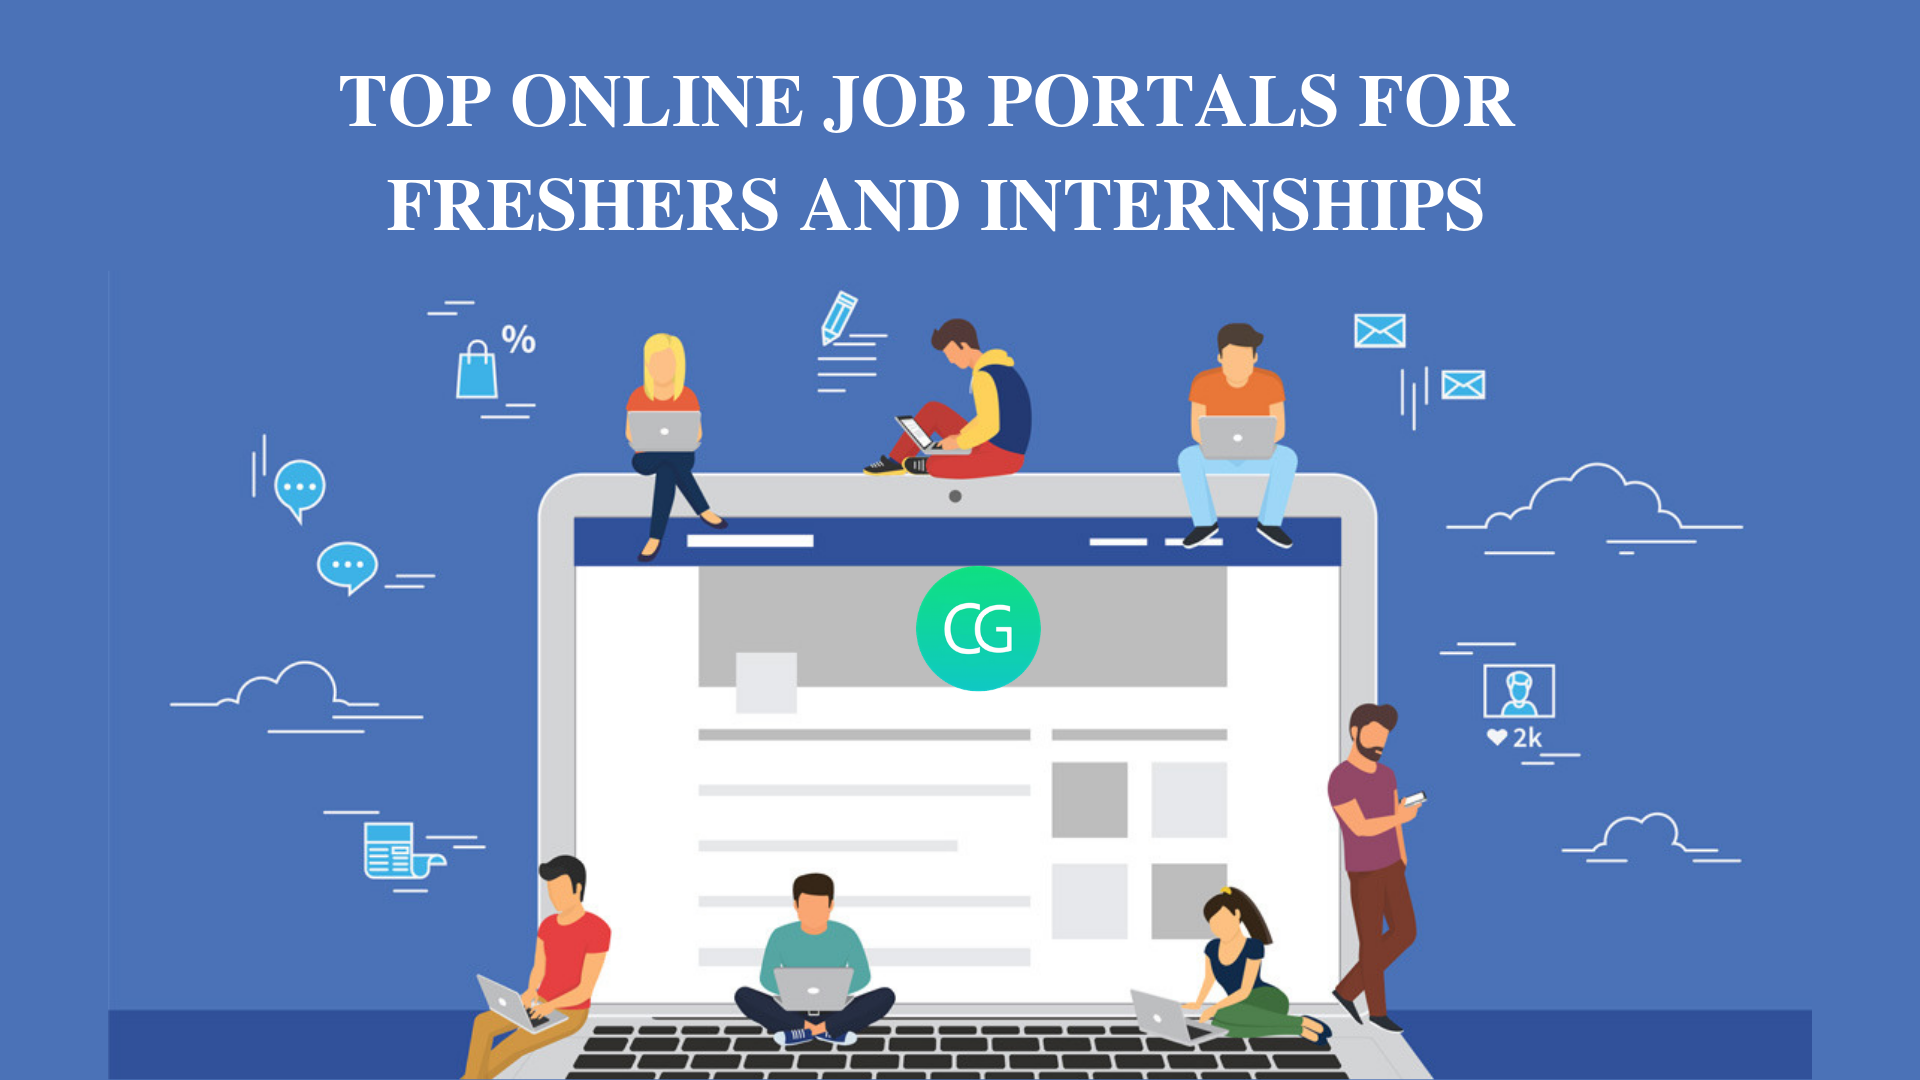 TOP ONLINE JOB PORTALS FOR
FRESHERS AND INTERNSHIPS
%
CG
2k